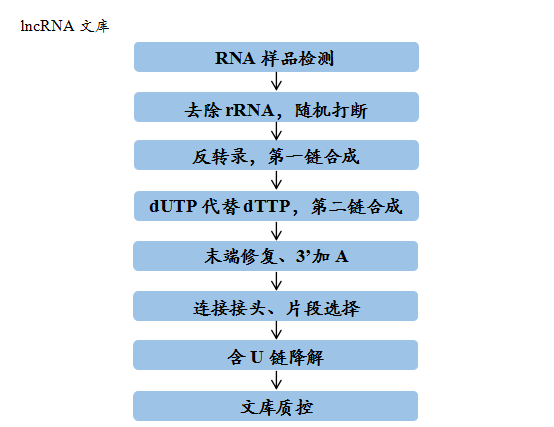 lncRNA 文库
RNA 样品检测
去除 rRNA，随机打断
反转录，第一链合成
dUTP 代替 dTTP，第二链合成
末端修复、3’加 A
连接接头、片段选择
含 U 链降解
文库质控